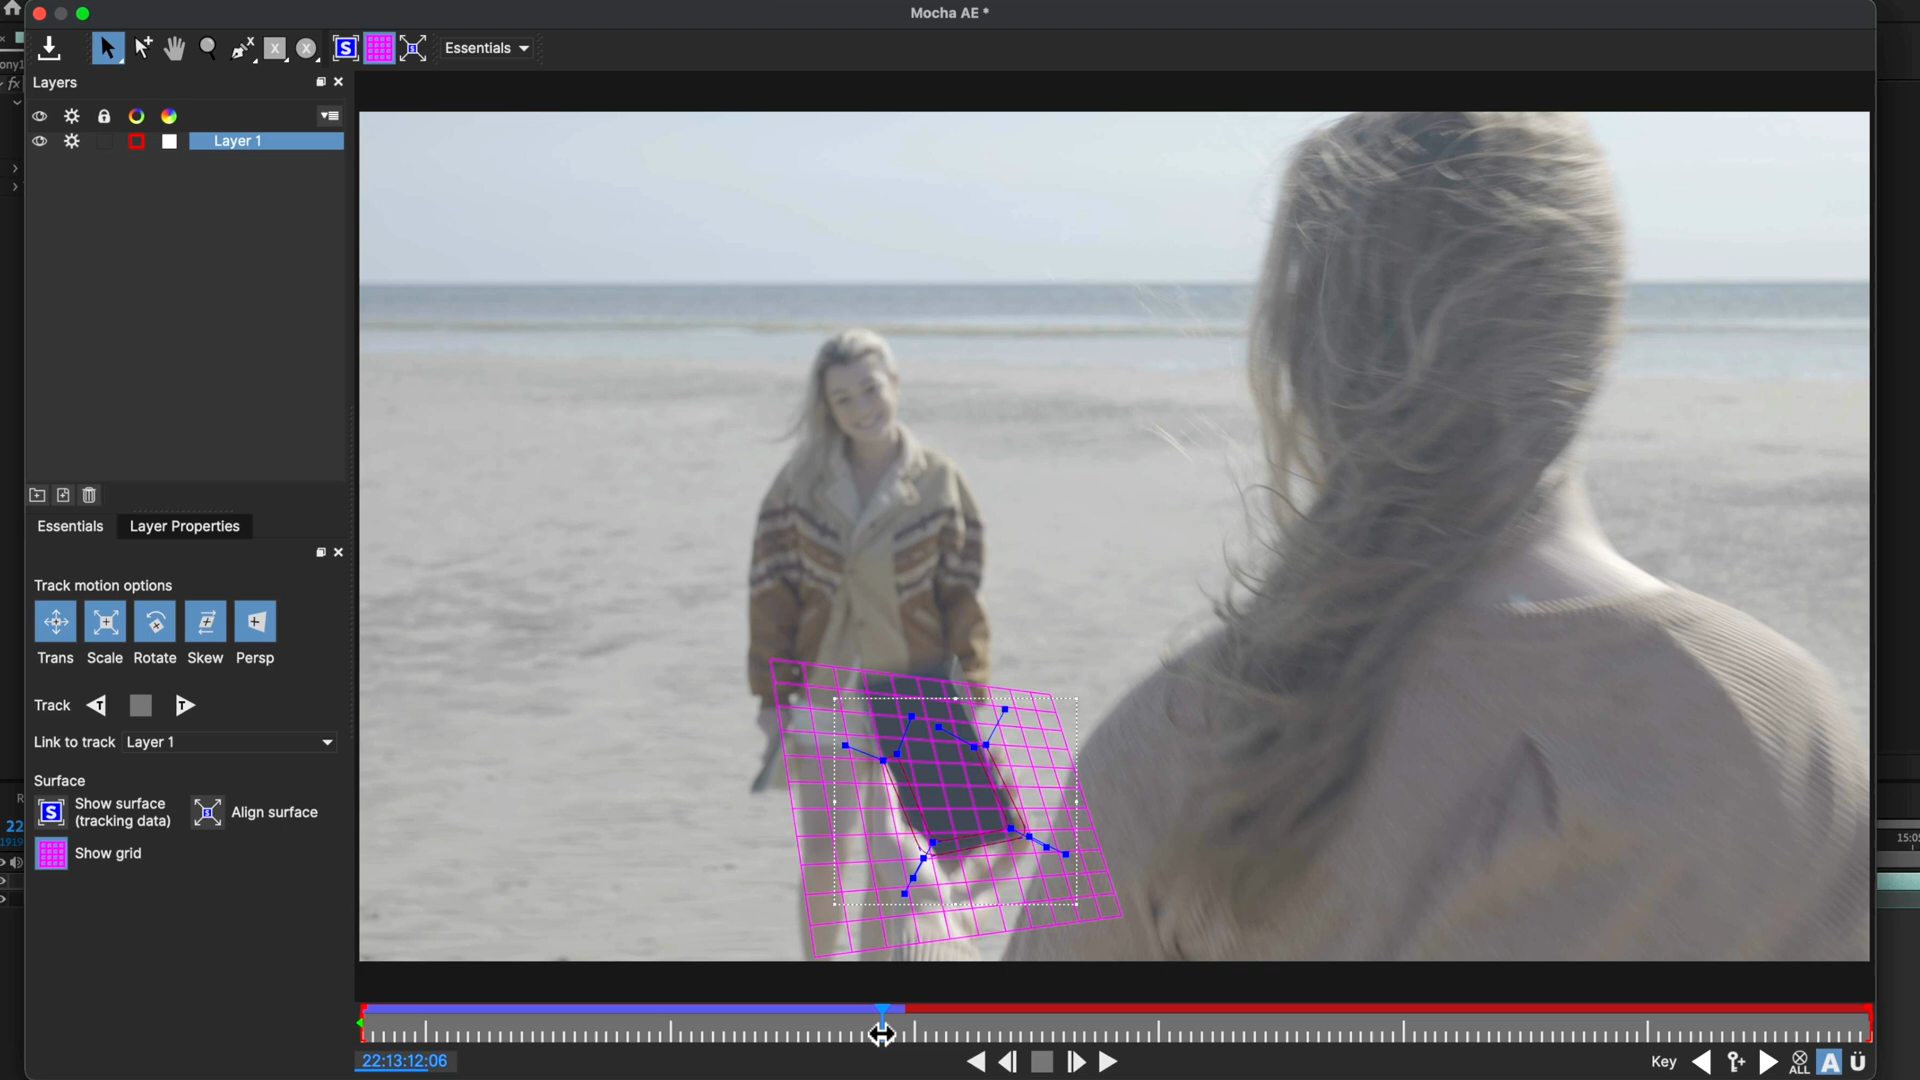 Mocha AE *
Essentials
Layers
Layer 1
Essentials
Layer Properties
Track motion options
Trans Scale Rotate Skew Persp
Track
Link to track Layer 1
Surface
Show surface
(tracking data)
Align surface
Show grid
22:13:12:06
Key
ALL
A Ü